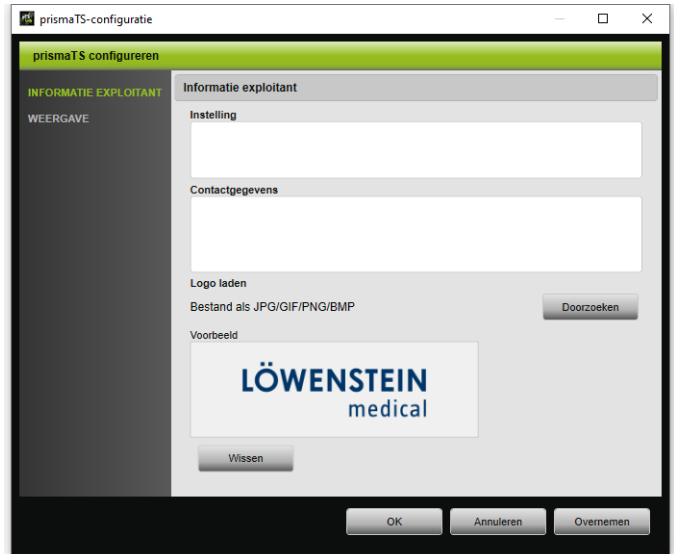 prismaTS-configuratie
prismaTS configureren
INFORMATIE EXPLOITANT
WEERGAVE
Informatie exploitant
Instelling
Contactgegevens
Logo laden
Bestand als JPG/GIF/PNG/BMP
Doorzoeken
Voorbeeld
LÖWENSTEIN
medical
Wissen
OK
Annuleren
Overnemen